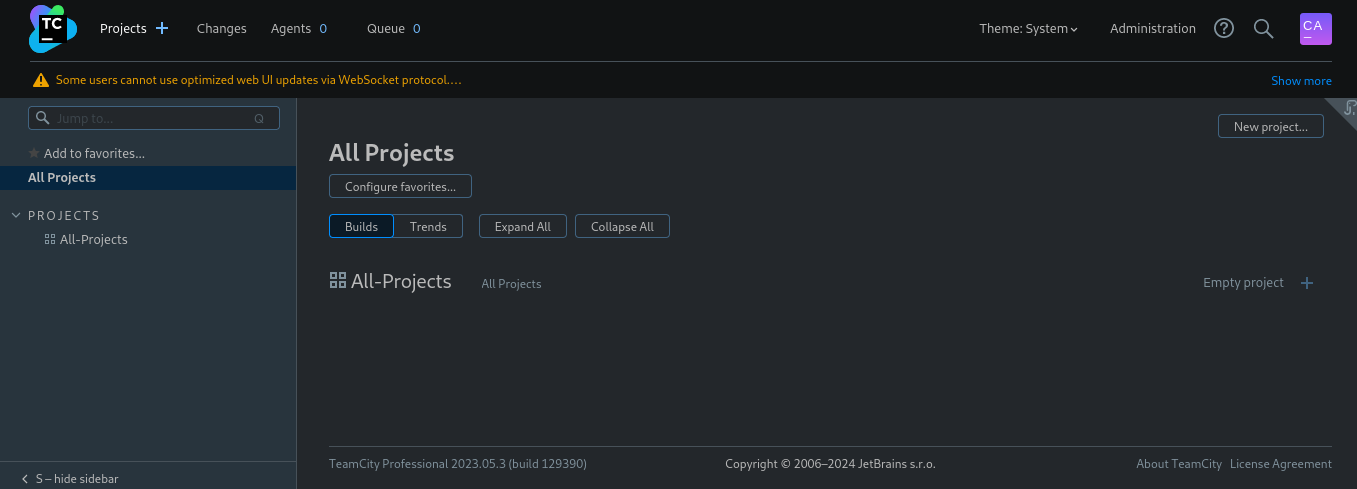 TC
Projects
Changes
Agents 0
Queue 0
Theme: System
Administration
CA
Some users cannot use optimized web UI updates via WebSocket protocol....
Show more
Jump to...
Q
Add to favorites...
All Projects
PROJECTS
All-Projects
S – hide sidebar
New project...
All Projects
Configure favorites...
Builds
Trends
Expand All
Collapse All
All-Projects
All Projects
Empty project
TeamCity Professional 2023.05.3 (build 129390)
Copyright © 2006–2024 JetBrains s.r.o.
About TeamCity
License Agreement